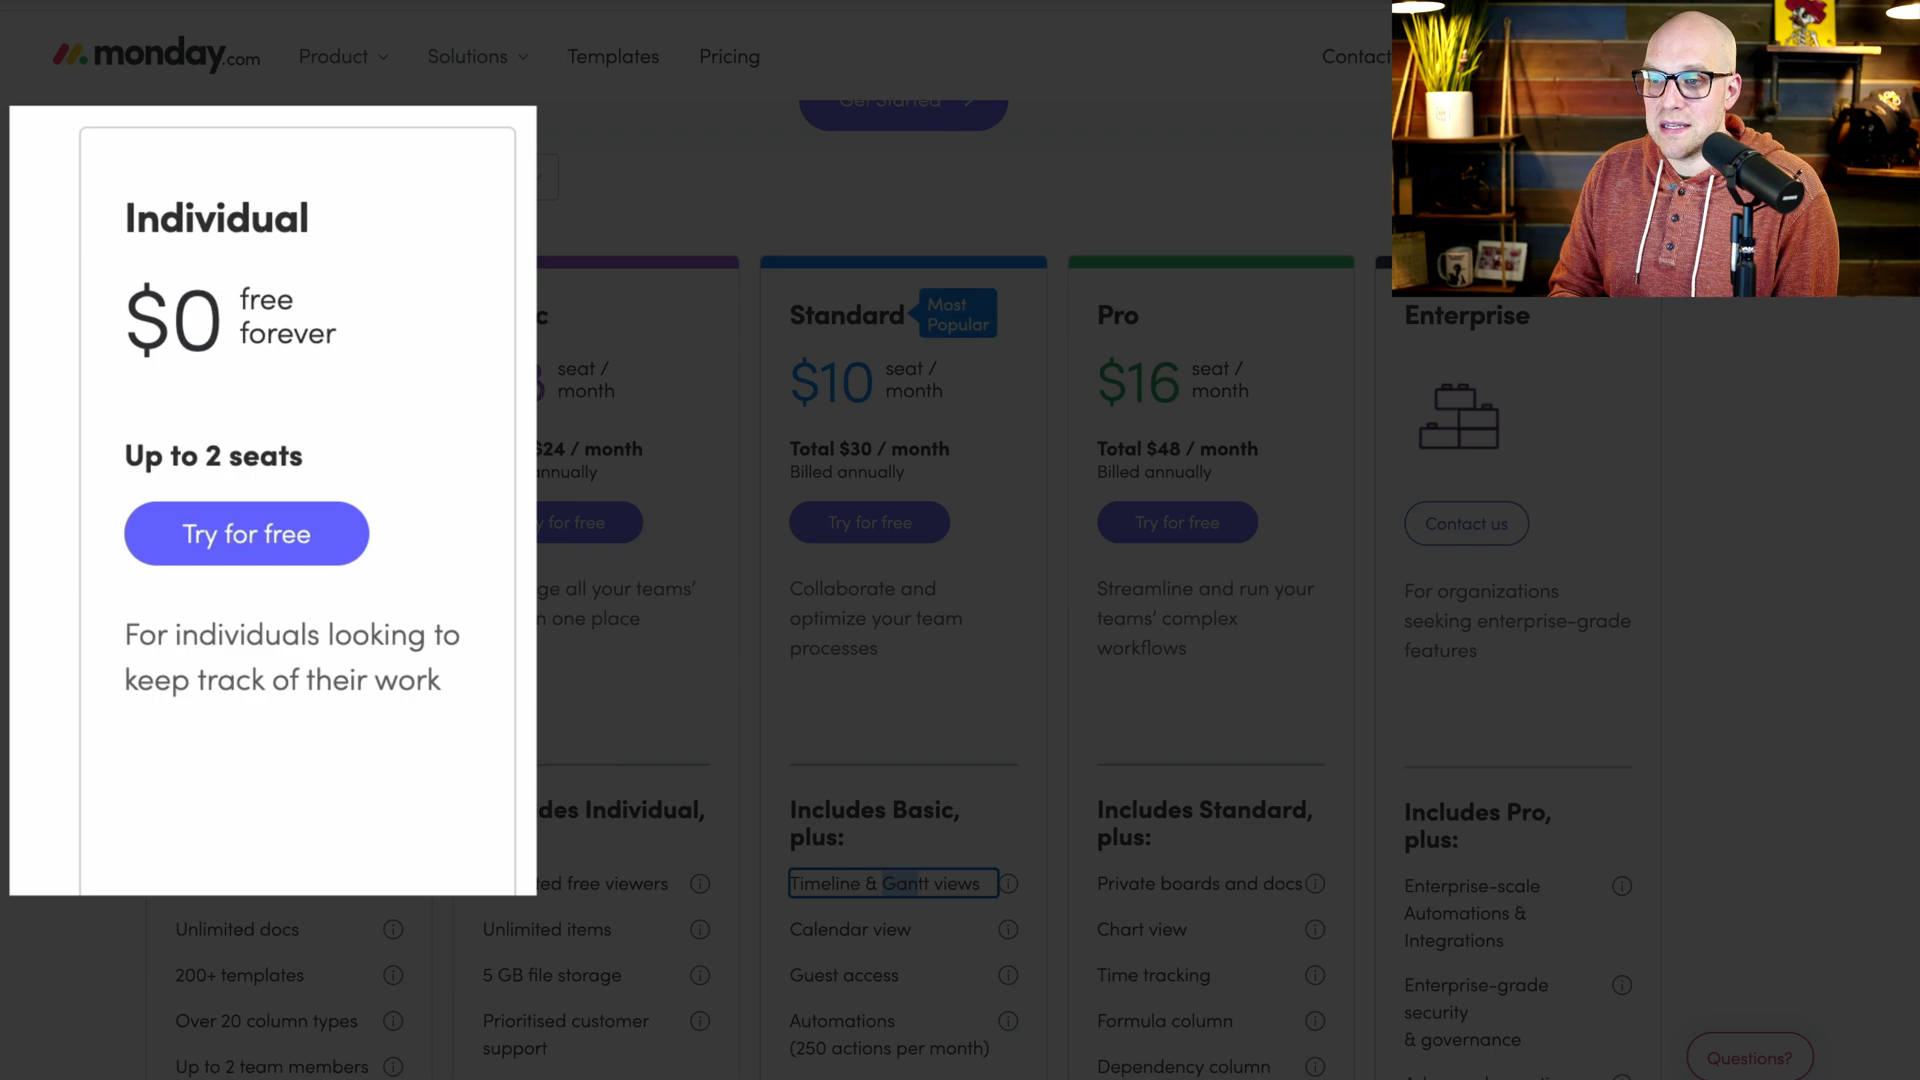 monday.com
Product
Solutions
Templates
Pricing
Contact
Get Started
Individual
$0 free
forever
Up to 2 seats
Try for free
For individuals looking to
keep track of their work
Unlimited docs
200+ templates
Over 20 column types
Up to 2 team members
seat /
month
$24 / month
annually
for free
all your teams’
one place
Individual,
free viewers
Unlimited items
5 GB file storage
Prioritised customer
support
Standard
Most
Popular
$10 seat /
month
Total $30 / month
Billed annually
Try for free
Collaborate and
optimize your team
processes
Includes Basic,
plus:
Timeline & Gantt views
Calendar view
Guest access
Automations
(250 actions per month)
Pro
$16 seat /
month
Total $48 / month
Billed annually
Try for free
Streamline and run your
teams’ complex
workflows
Includes Standard,
plus:
Private boards and docs
Chart view
Time tracking
Formula column
Dependency column
Enterprise
Contact us
For organizations
seeking enterprise-grade
features
Includes Pro,
plus:
Enterprise-scale
Automations &
Integrations
Enterprise-grade
security
& governance
Questions?